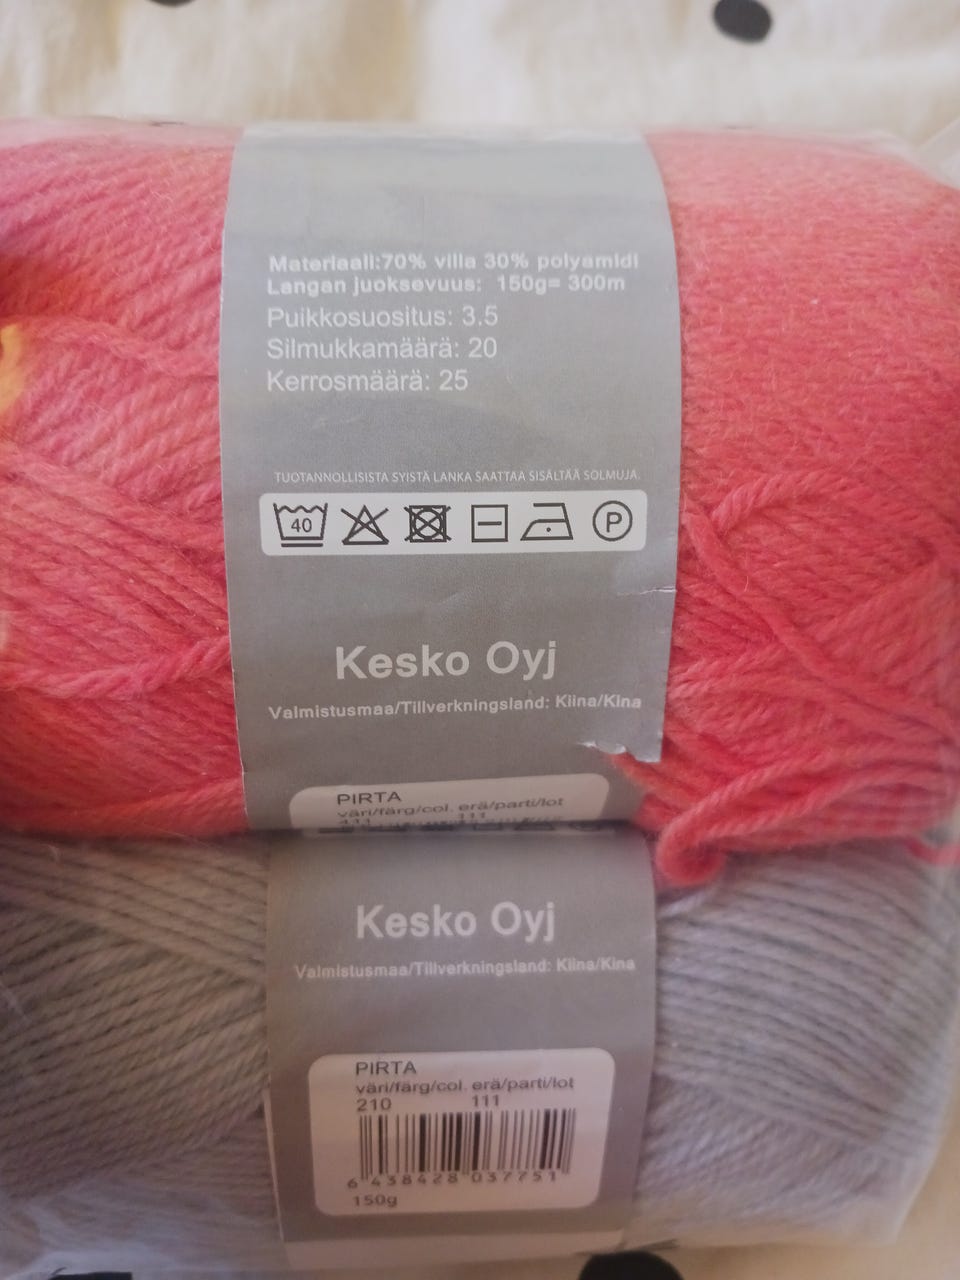 Materiaali:70% villa 30% polyamidi
Langan juoksevuus: 150g= 300m
Puikkosuositus: 3.5
Silmukkamäärä: 20
Kerrosmäärä: 25
TUOTANNOLLISISTA SYISTÄ LANKA SAATTAA SISÄLTÄÄ SOLMUJA.
40
P
Kesko Oyj
Valmistusmaa/Tillverkningsland: Kiina/Kina
PIRTA
väri/färg/col. erä/parti/lot
111
Kesko Oyj
Valmistusmaa/Tillverkningsland: Kiina/Kina
PIRTA
väri/färg/col. erä/parti/lot
210 111
6 438428 037751
150g